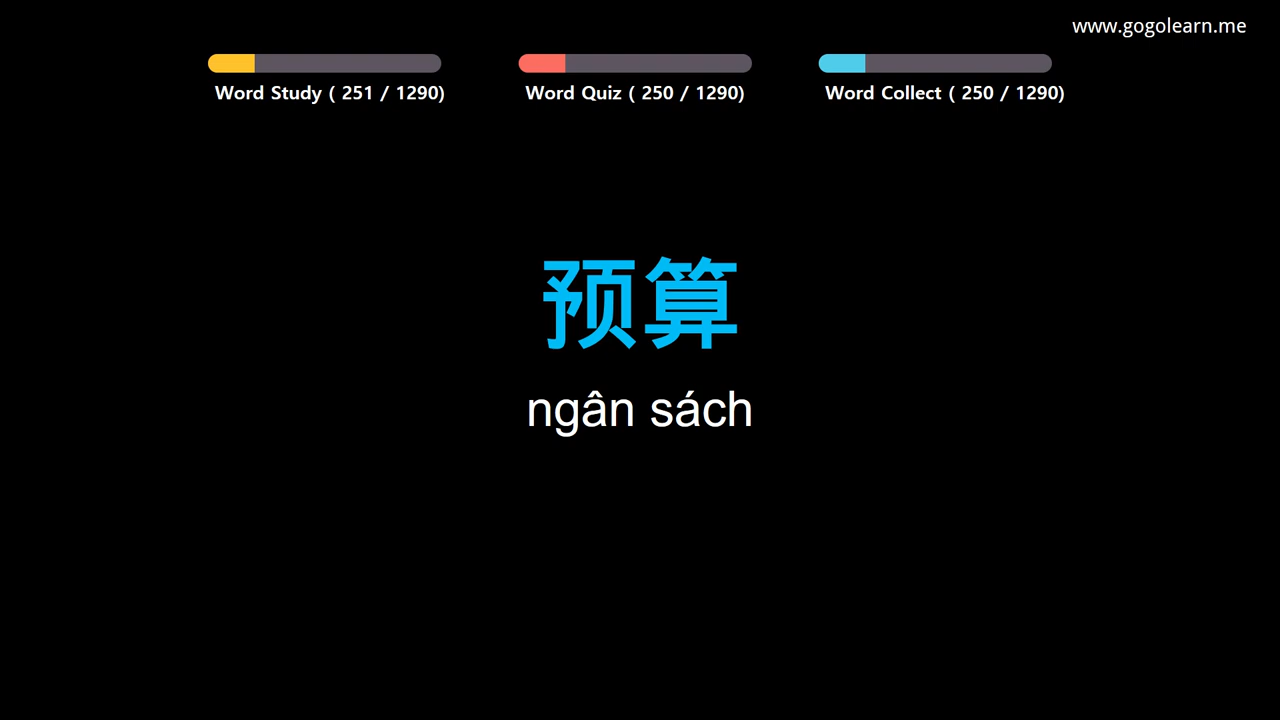 www.gogolearn.me
Word Study ( 251 / 1290)
Word Quiz ( 250 / 1290)
Word Collect ( 250 / 1290)
预算
ngân sách